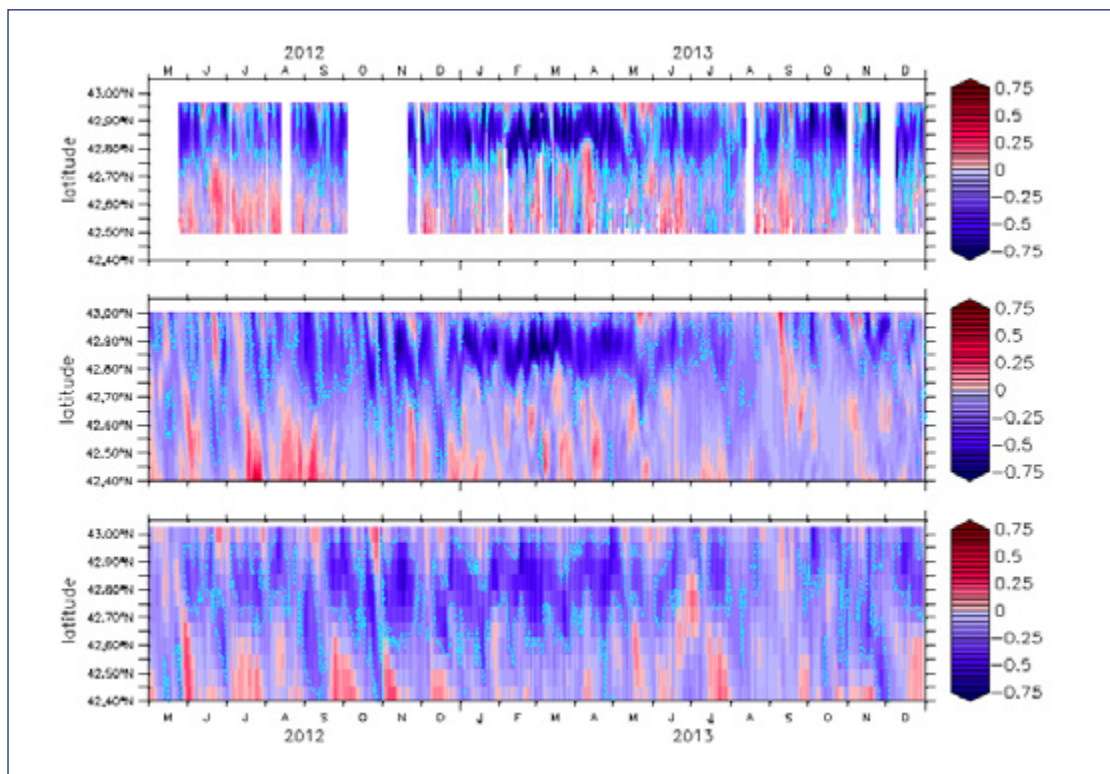 2012 2013
M J J A S O N D J F M A M J J A S O N D
43.00°N
42.90°N
42.80°N
42.70°N
42.60°N
42.50°N
42.40°N
latitude
0.75
0.5
0.25
0
−0.25
−0.5
−0.75
43.00°N
42.90°N
42.80°N
42.70°N
42.60°N
42.50°N
42.40°N
latitude
0.75
0.5
0.25
0
−0.25
−0.5
−0.75
43.00°N
42.90°N
42.80°N
42.70°N
42.60°N
42.50°N
42.40°N
latitude
0.75
0.5
0.25
0
−0.25
−0.5
−0.75
M J J A S O N D J F M A M J J A S O N D
2012 2013